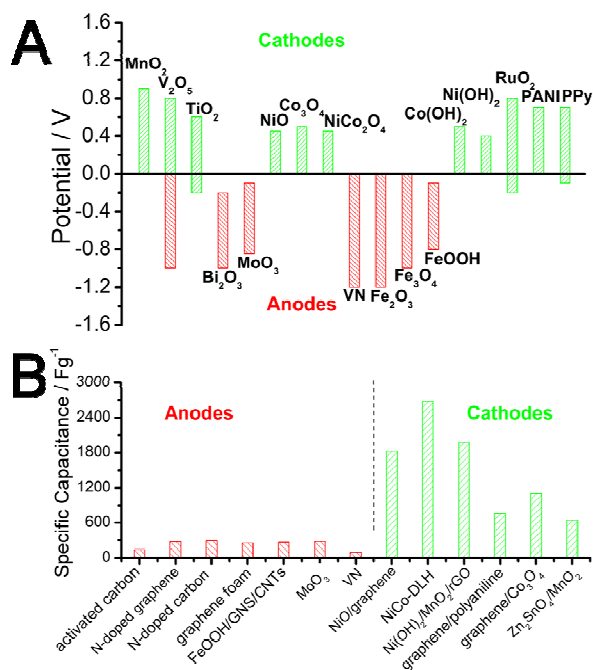 A
Potential / V
1.6
1.2
0.8
0.4
0.0
-0.4
-0.8
-1.2
-1.6
Cathodes
MnO₂
V₂O₅
TiO₂
NiO
Co₃O₄
NiCo₂O₄
Co(OH)₂
Ni(OH)₂
RuO₂
PANI
PPy
Bi₂O₃
MoO₃
VN
Fe₂O₃
Fe₃O₄
FeOOH
Anodes
B
Specific Capacitance / Fg⁻¹
3000
2400
1800
1200
600
0
Anodes
Cathodes
activated carbon
N-doped graphene
N-doped carbon
graphene foam
FeOOH/GNS/CNTs
MoO₃
VN
NiO/graphene
NiCo-DLH
Ni(OH)₂/MnO₂/rGO
graphene/polyaniline
graphene/Co₃O₄
Zn₂SnO₄/MnO₂